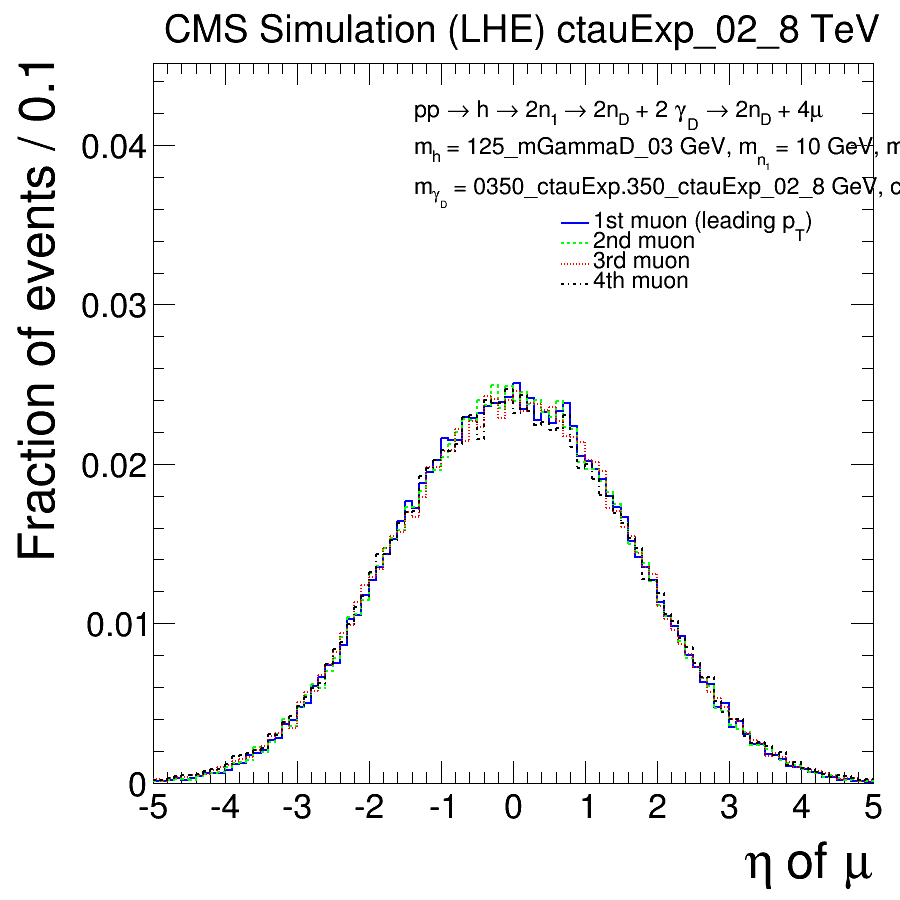 CMS Simulation (LHE) ctauExp_02_8 TeV
Fraction of events / 0.1
pp → h → 2n1 → 2nD + 2 γD → 2nD + 4μ
mh = 125_mGammaD_03 GeV, mn1 = 10 GeV, m
mγD = 0350_ctauExp.350_ctauExp_02_8 GeV, c
1st muon (leading pT)
2nd muon
3rd muon
4th muon
0.04
0.03
0.02
0.01
0
-5 -4 -3 -2 -1 0 1 2 3 4 5
η of μ